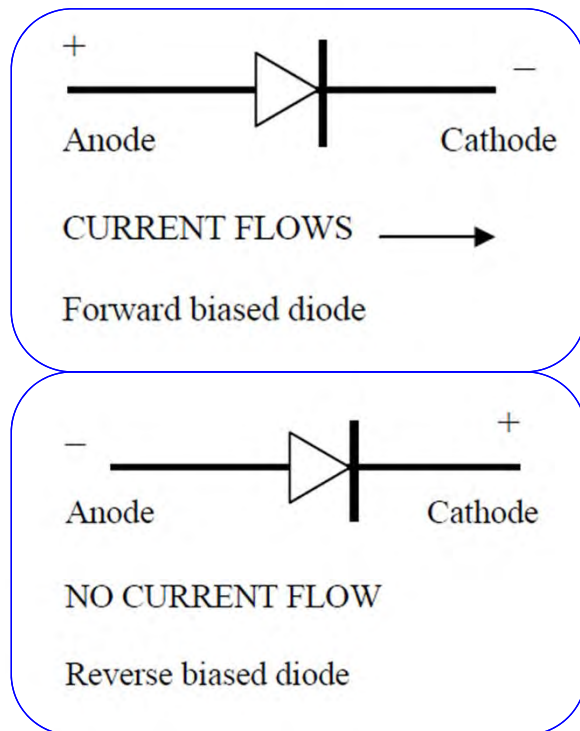 + −
Anode Cathode
CURRENT FLOWS
Forward biased diode
− +
Anode Cathode
NO CURRENT FLOW
Reverse biased diode